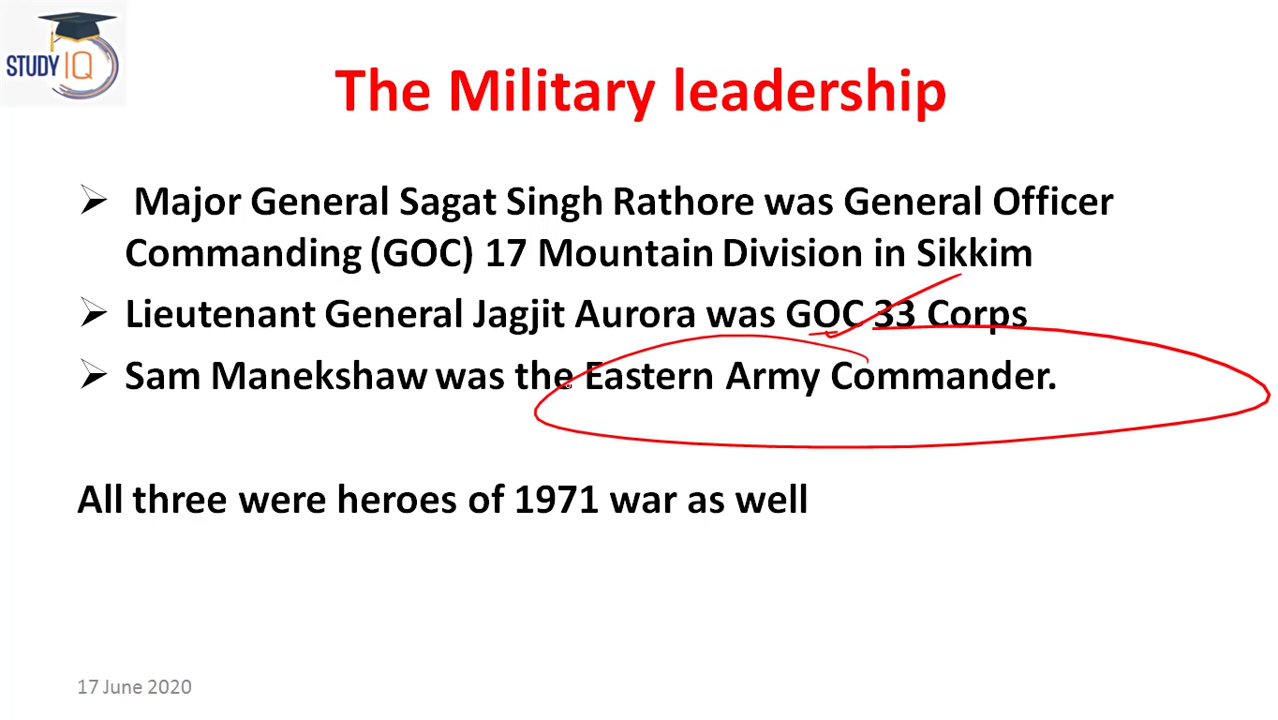 STUDY IQ
The Military leadership
➢ Major General Sagat Singh Rathore was General Officer
Commanding (GOC) 17 Mountain Division in Sikkim
➢ Lieutenant General Jagjit Aurora was GOC 33 Corps
➢ Sam Manekshaw was the Eastern Army Commander.
All three were heroes of 1971 war as well
17 June 2020